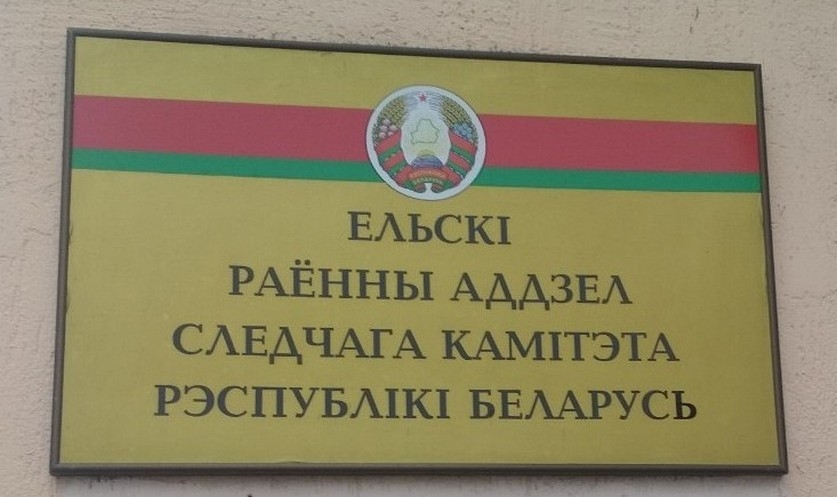 ЕЛЬСКІ
РАЁННЫ АДДЗЕЛ
СЛЕДЧАГА КАМІТЭТА
РЭСПУБЛІКІ БЕЛАРУСЬ